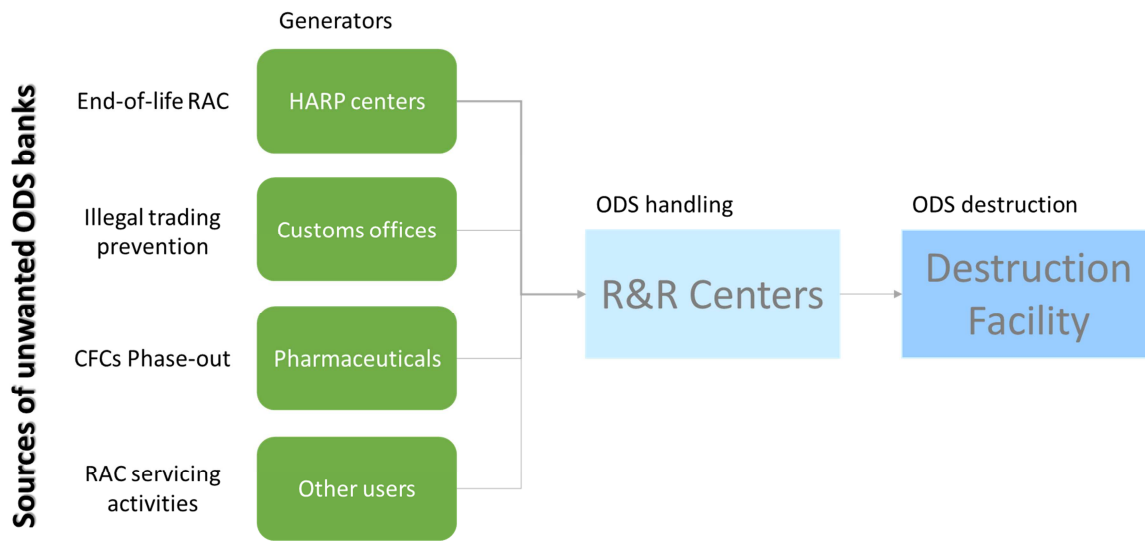 Sources of unwanted ODS banks
Generators
End-of-life RAC
HARP centers
Illegal trading
prevention
Customs offices
CFCs Phase-out
Pharmaceuticals
RAC servicing
activities
Other users
ODS handling
R&R Centers
ODS destruction
Destruction
Facility